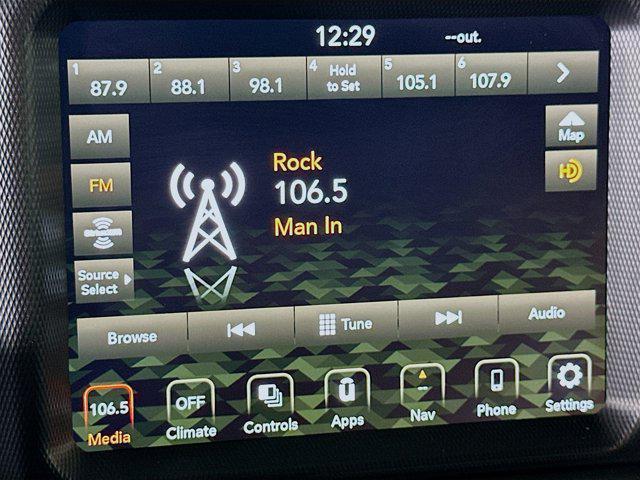 12:29 --out.
1 87.9
2 88.1
3 98.1
4 Hold to Set
5 105.1
6 107.9
AM
FM
SiriusXM
Source Select
Rock
106.5
Man In
Map
HD
Browse
Tune
Audio
106.5 Media
OFF Climate
Controls
Apps
-- Nav
Phone
Settings